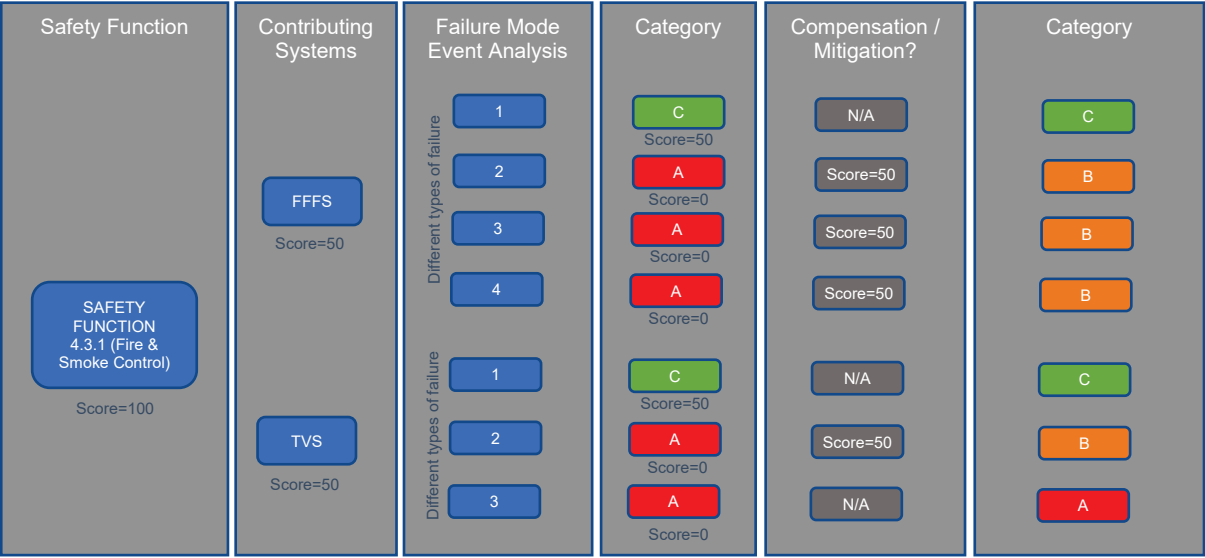 Safety Function
Contributing
Systems
Failure Mode
Event Analysis
Category
Compensation /
Mitigation?
Category
SAFETY
FUNCTION
4.3.1 (Fire &
Smoke Control)
Score=100
FFFS
Score=50
TVS
Score=50
Different types of failure
1
2
3
4
Different types of failure
1
2
3
C
Score=50
A
Score=0
A
Score=0
A
Score=0
C
Score=50
A
Score=0
A
Score=0
N/A
Score=50
Score=50
Score=50
N/A
Score=50
N/A
C
B
B
B
C
B
A